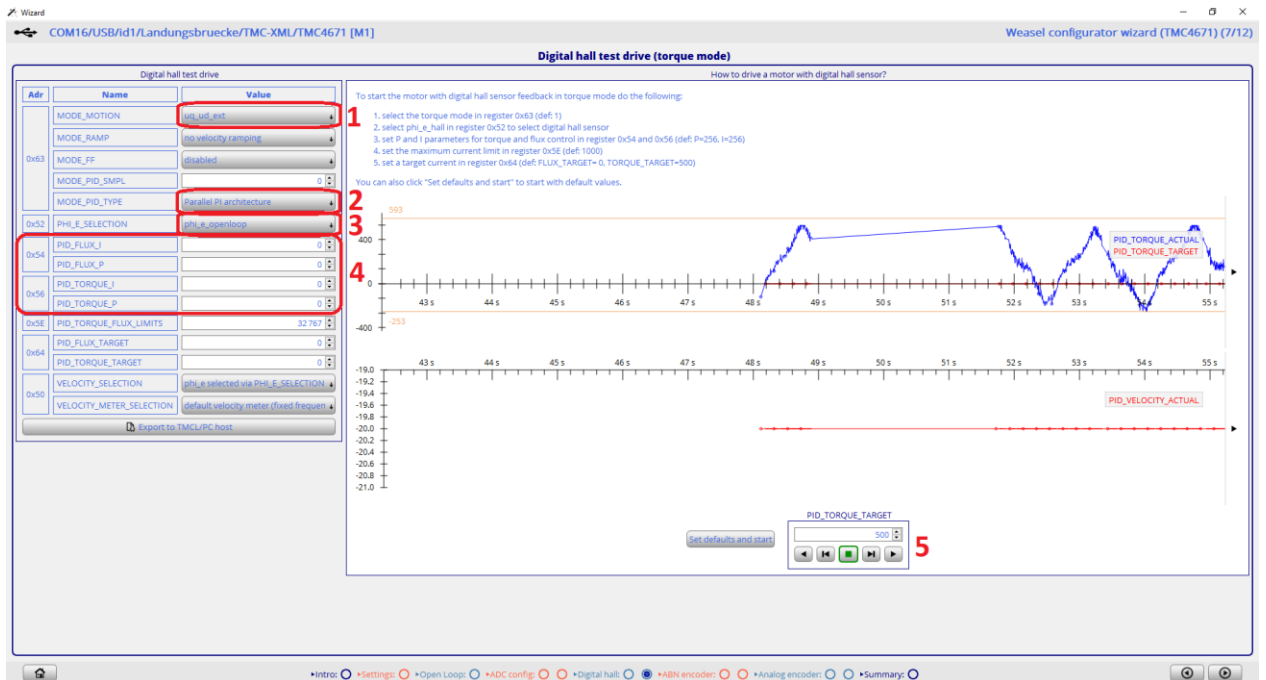 Wizard
COM16/USB/id1/Landungsbruecke/TMC-XML/TMC4671 [M1]
Weasel configurator wizard (TMC4671) (7/12)
Digital hall test drive (torque mode)
Digital hall test drive
Adr Name Value
0x63
MODE_MOTION uq_ud_ext 1
MODE_RAMP no velocity ramping
MODE_FF disabled
MODE_PID_SMPL 0
MODE_PID_TYPE Parallel PI architecture 2
0x52 PHI_E_SELECTION phi_e_openloop 3
0x54
PID_FLUX_I 0
PID_FLUX_P 0
4
0x56
PID_TORQUE_I 0
PID_TORQUE_P 0
0x5E PID_TORQUE_FLUX_LIMITS 32 767
0x64
PID_FLUX_TARGET 0
PID_TORQUE_TARGET 0
0x50
VELOCITY_SELECTION phi_e selected via PHI_E_SELECTION
VELOCITY_METER_SELECTION default velocity meter (fixed frequen
Export to TMCL/PC host
How to drive a motor with digital hall sensor?
To start the motor with digital hall sensor feedback in torque mode do the following:
1. select the torque mode in register 0x63 (def: 1)
2. select phi_e_hall in register 0x52 to select digital hall sensor
3. set P and I parameters for torque and flux control in register 0x54 and 0x56 (def: P=256, I=256)
4. set the maximum current limit in register 0x5E (def: 1000)
5. set a target current in register 0x64 (def: FLUX_TARGET= 0, TORQUE_TARGET=500)
You can also click "Set defaults and start" to start with default values.
593
400
PID_TORQUE_ACTUAL
PID_TORQUE_TARGET
0
43 s 44 s 45 s 46 s 47 s 48 s 49 s 50 s 51 s 52 s 53 s 54 s 55 s
-253
-400
43 s 44 s 45 s 46 s 47 s 48 s 49 s 50 s 51 s 52 s 53 s 54 s 55 s
-19.0
-19.2
-19.4
-19.6
PID_VELOCITY_ACTUAL
-19.8
-20.0
-20.2
-20.4
-20.6
-20.8
-21.0
PID_TORQUE_TARGET
Set defaults and start
500
5
Intro: Settings: Open Loop: ADC config: Digital hall: ABN encoder: Analog encoder: Summary: